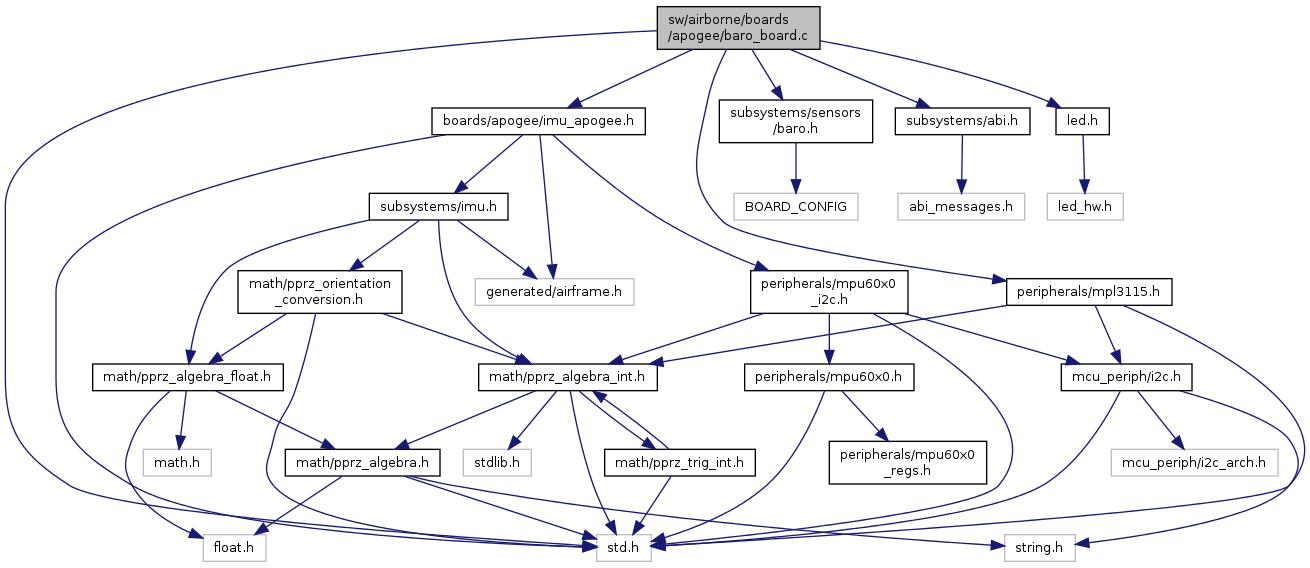 sw/airborne/boards
/apogee/baro_board.c
boards/apogee/imu_apogee.h
subsystems/sensors
/baro.h
subsystems/abi.h
led.h
subsystems/imu.h
BOARD_CONFIG
abi_messages.h
led_hw.h
math/pprz_orientation
_conversion.h
generated/airframe.h
peripherals/mpu60x0
_i2c.h
peripherals/mpl3115.h
math/pprz_algebra_float.h
math/pprz_algebra_int.h
peripherals/mpu60x0.h
mcu_periph/i2c.h
math.h
math/pprz_algebra.h
stdlib.h
math/pprz_trig_int.h
peripherals/mpu60x0
_regs.h
mcu_periph/i2c_arch.h
float.h
std.h
string.h